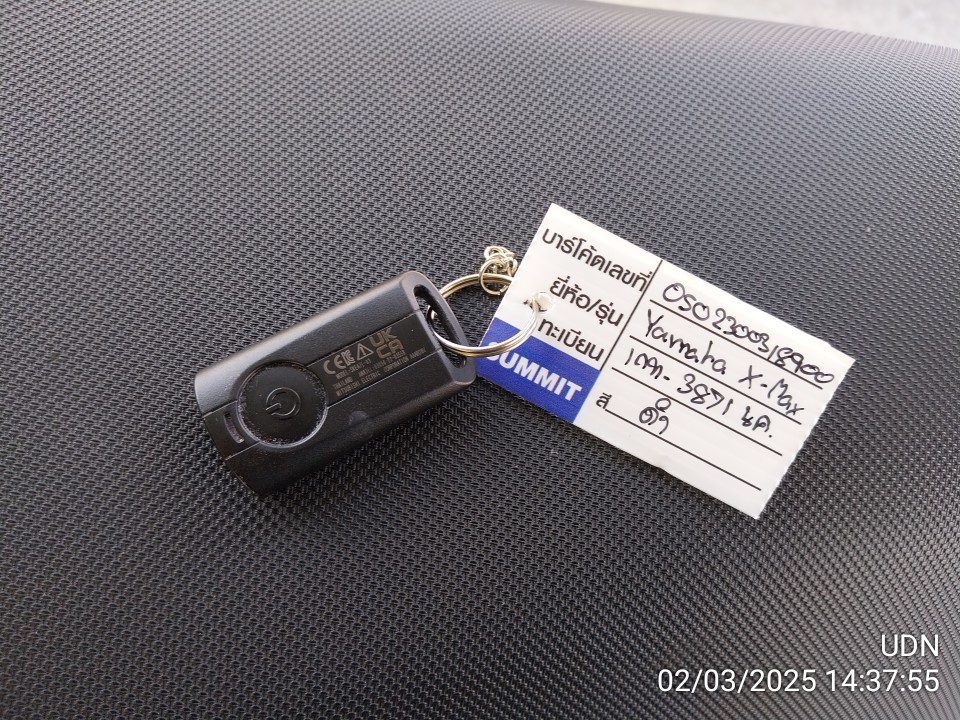 บาร์โค้ดเลขที่ OSO2300318900
ยี่ห้อ/รุ่น Yamaha X-Max
ทะเบียน 1กก-3871 นค.
สี ดำ
SUMMIT
CE UK CA
UDN
02/03/2025 14:37:55